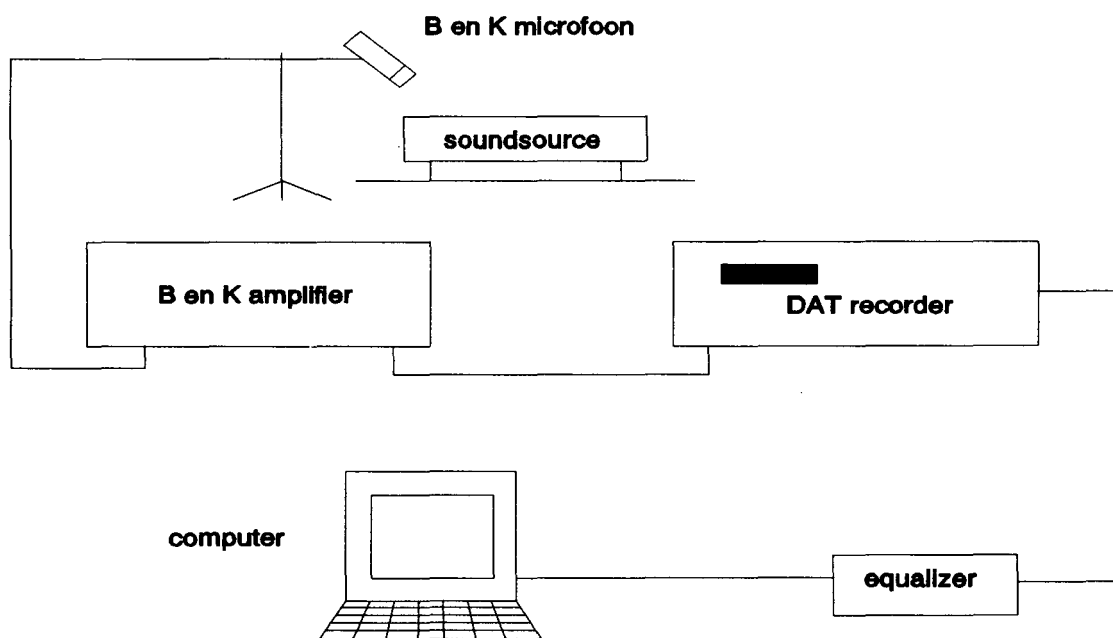 B en K microfoon
soundsource
B en K amplifier
DAT recorder
computer
equalizer